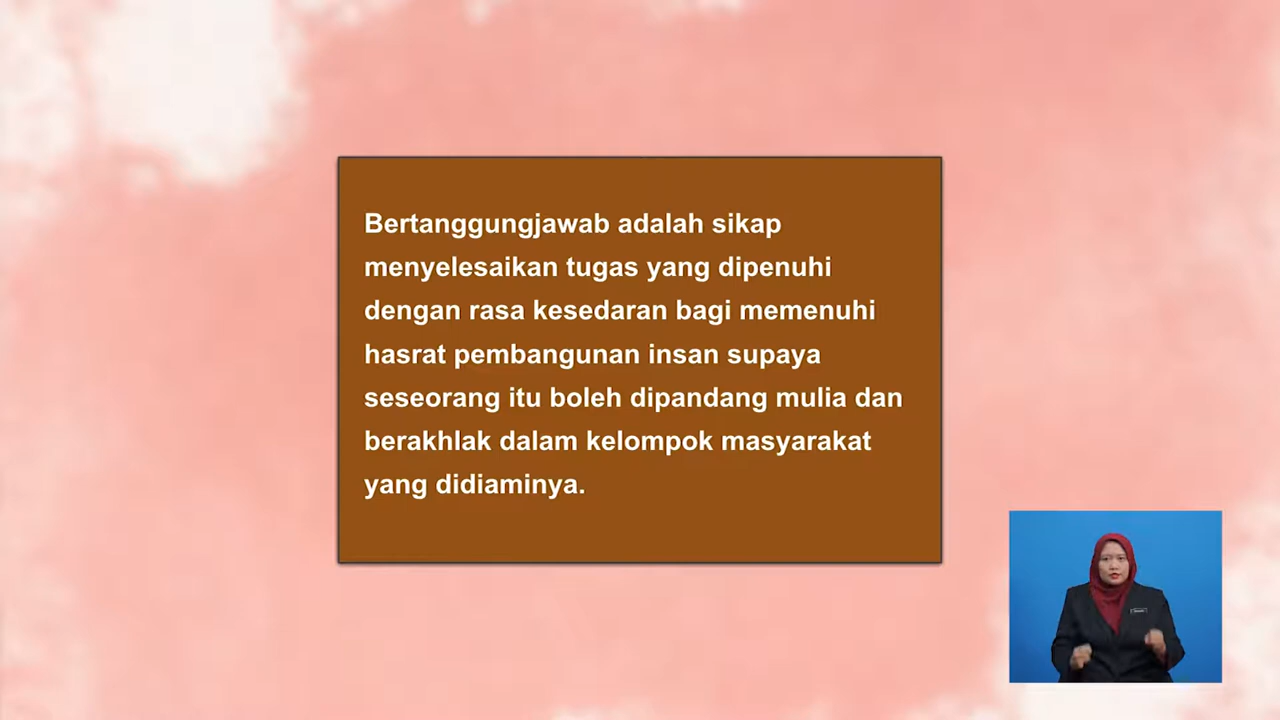 Bertanggungjawab adalah sikap
menyelesaikan tugas yang dipenuhi
dengan rasa kesedaran bagi memenuhi
hasrat pembangunan insan supaya
seseorang itu boleh dipandang mulia dan
berakhlak dalam kelompok masyarakat
yang didiaminya.